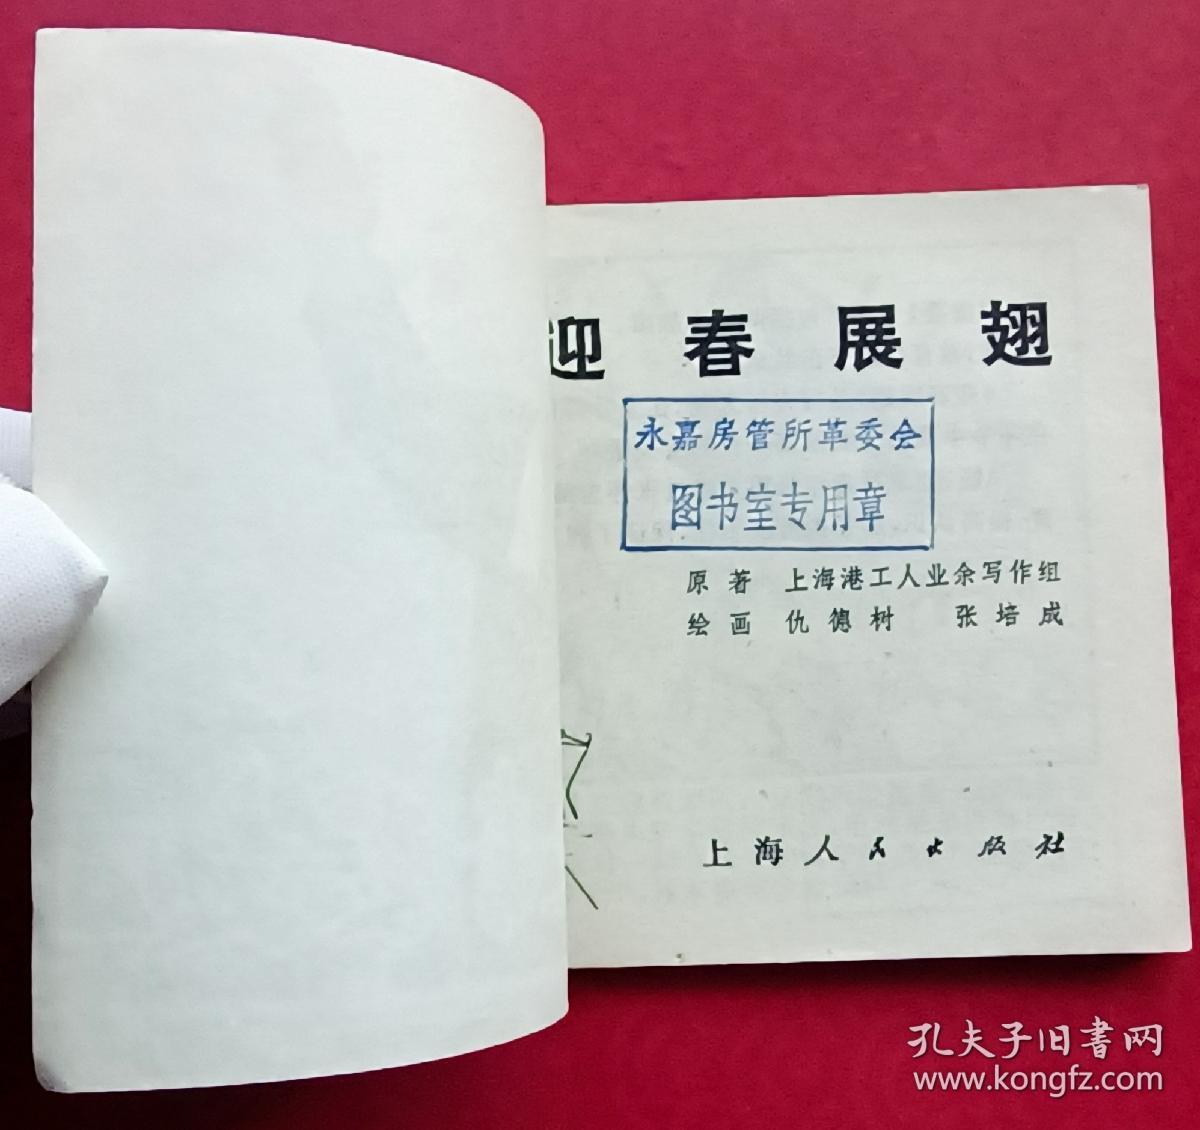 迎春展翅
永嘉房管所革委会
图书室专用章
原著 上海港工人业余写作组
绘画 仇德树 张培成
上海人民出版社
孔夫子旧书网
www.kongfz.com